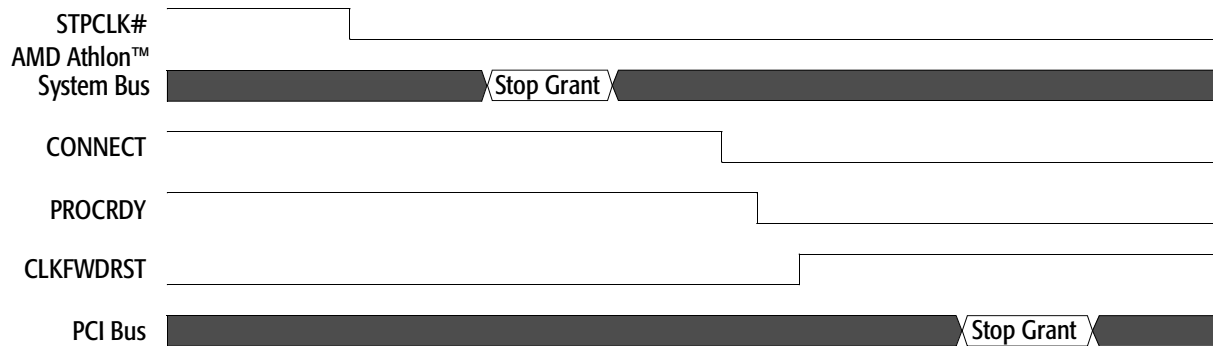 STPCLK#
AMD Athlon™
System Bus
Stop Grant
CONNECT
PROCRDY
CLKFWDRST
PCI Bus
Stop Grant